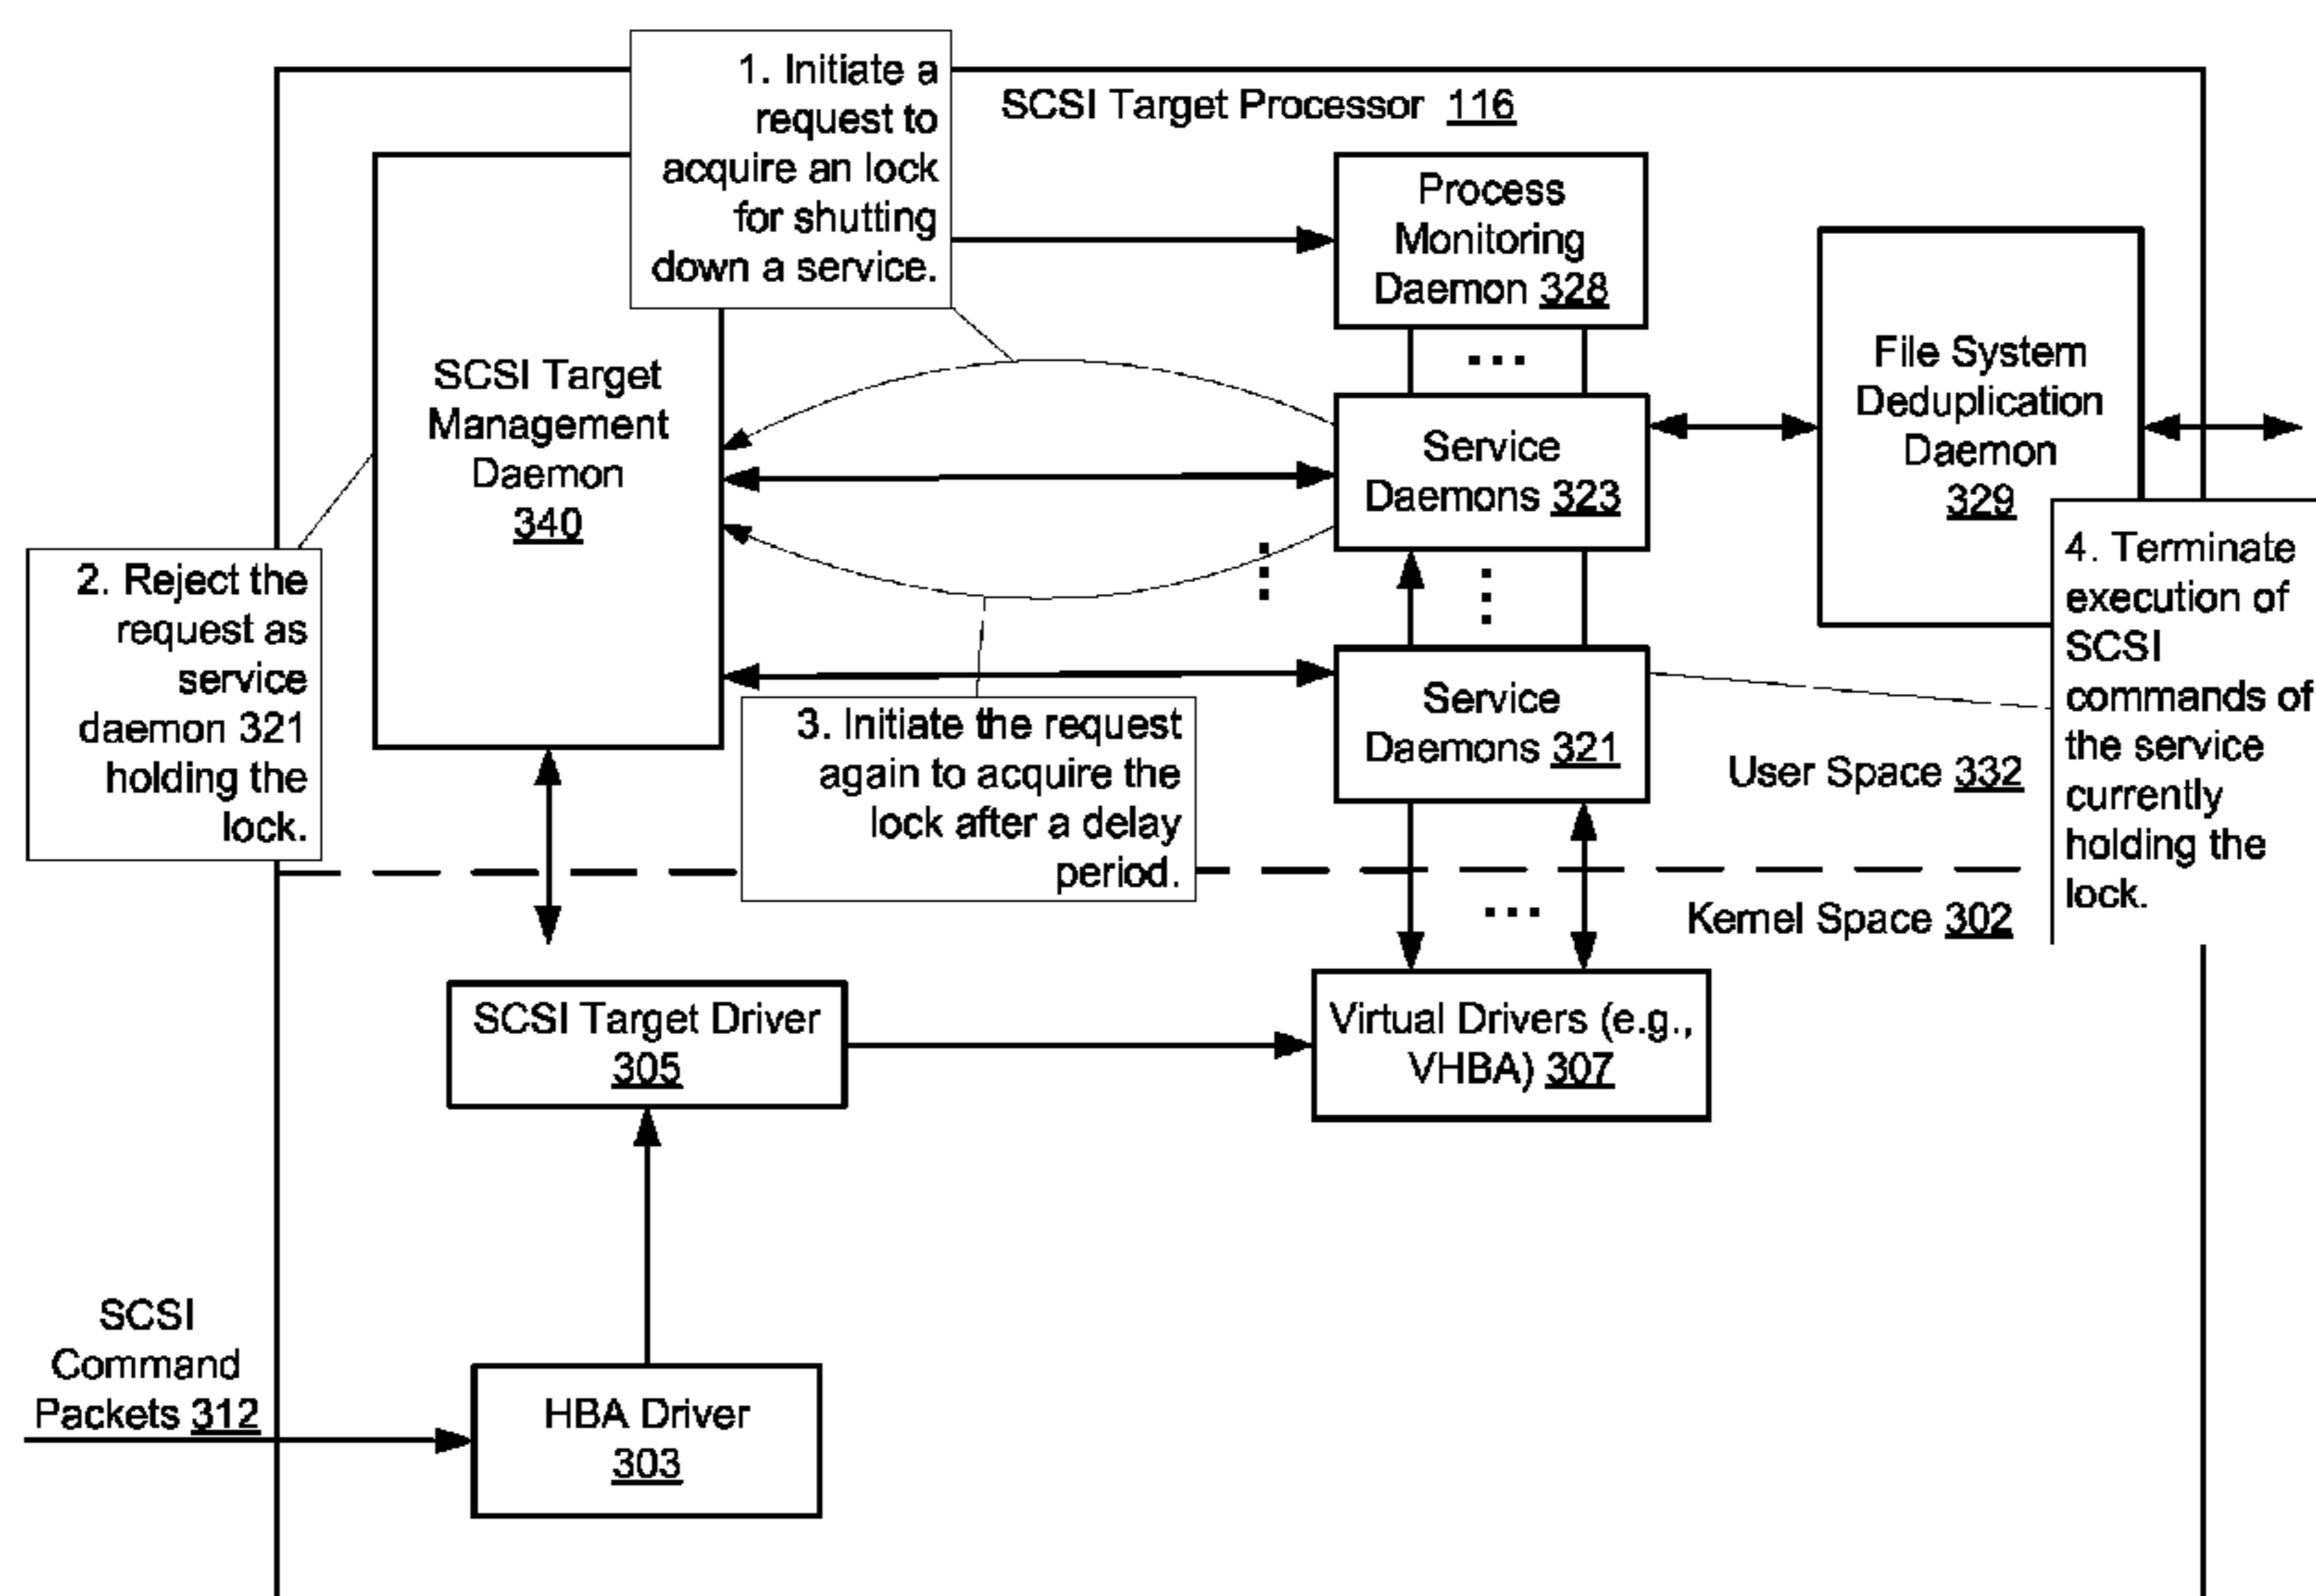 1. Initiate a
request to
acquire an lock
for shutting
down a service.
SCSI Target Processor 116
Process
Monitoring
Daemon 328
...
SCSI Target
Management
Daemon
340
Service
Daemons 323
File System
Deduplication
Daemon
329
2. Reject the
request as
service
daemon 321
holding the
lock.
3. Initiate the request
again to acquire the
lock after a delay
period.
Service
Daemons 321
4. Terminate
execution of
SCSI
commands of
the service
currently
holding the
lock.
User Space 332
Kernel Space 302
...
SCSI Target Driver
305
Virtual Drivers (e.g.,
VHBA) 307
SCSI
Command
Packets 312
HBA Driver
303